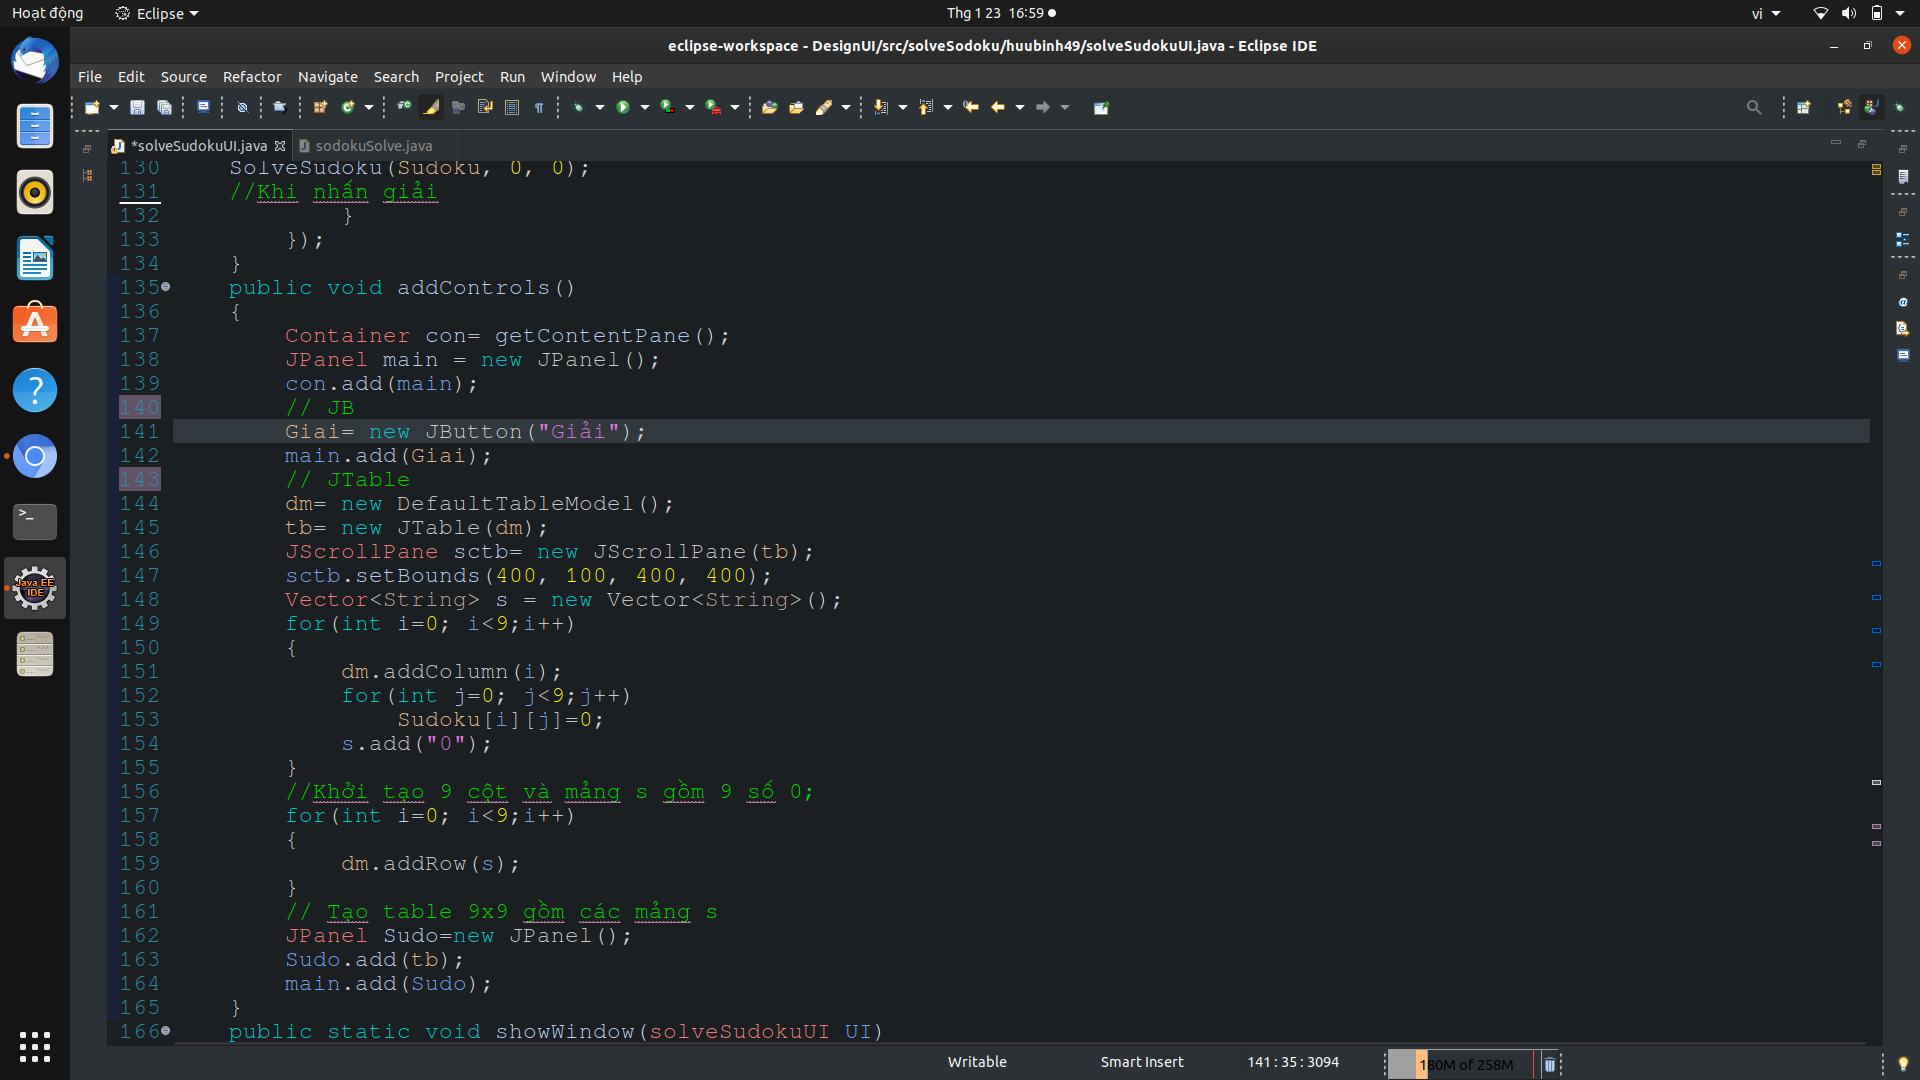 Hoạt động
Eclipse
Thg 1 23 16:59
vi
eclipse-workspace - DesignUI/src/solveSodoku/huubinh49/solveSudokuUI.java - Eclipse IDE
File Edit Source Refactor Navigate Search Project Run Window Help
*solveSudokuUI.java
sodokuSolve.java
130 SolveSudoku(Sudoku, 0, 0);
131 //Khi nhấn giải
132 }
133 });
134 }
135 public void addControls()
136 {
137 Container con= getContentPane();
138 JPanel main = new JPanel();
139 con.add(main);
140 // JB
141 Giai= new JButton("Giải");
142 main.add(Giai);
143 // JTable
144 dm= new DefaultTableModel();
145 tb= new JTable(dm);
146 JScrollPane sctb= new JScrollPane(tb);
147 sctb.setBounds(400, 100, 400, 400);
148 Vector<String> s = new Vector<String>();
149 for(int i=0; i<9;i++)
150 {
151 dm.addColumn(i);
152 for(int j=0; j<9;j++)
153 Sudoku[i][j]=0;
154 s.add("0");
155 }
156 //Khởi tạo 9 cột và mảng s gồm 9 số 0;
157 for(int i=0; i<9;i++)
158 {
159 dm.addRow(s);
160 }
161 // Tạo table 9x9 gồm các mảng s
162 JPanel Sudo=new JPanel();
163 Sudo.add(tb);
164 main.add(Sudo);
165 }
166 public static void showWindow(solveSudokuUI UI)
Java EE
IDE
Writable
Smart Insert
141 : 35 : 3094
180M of 258M